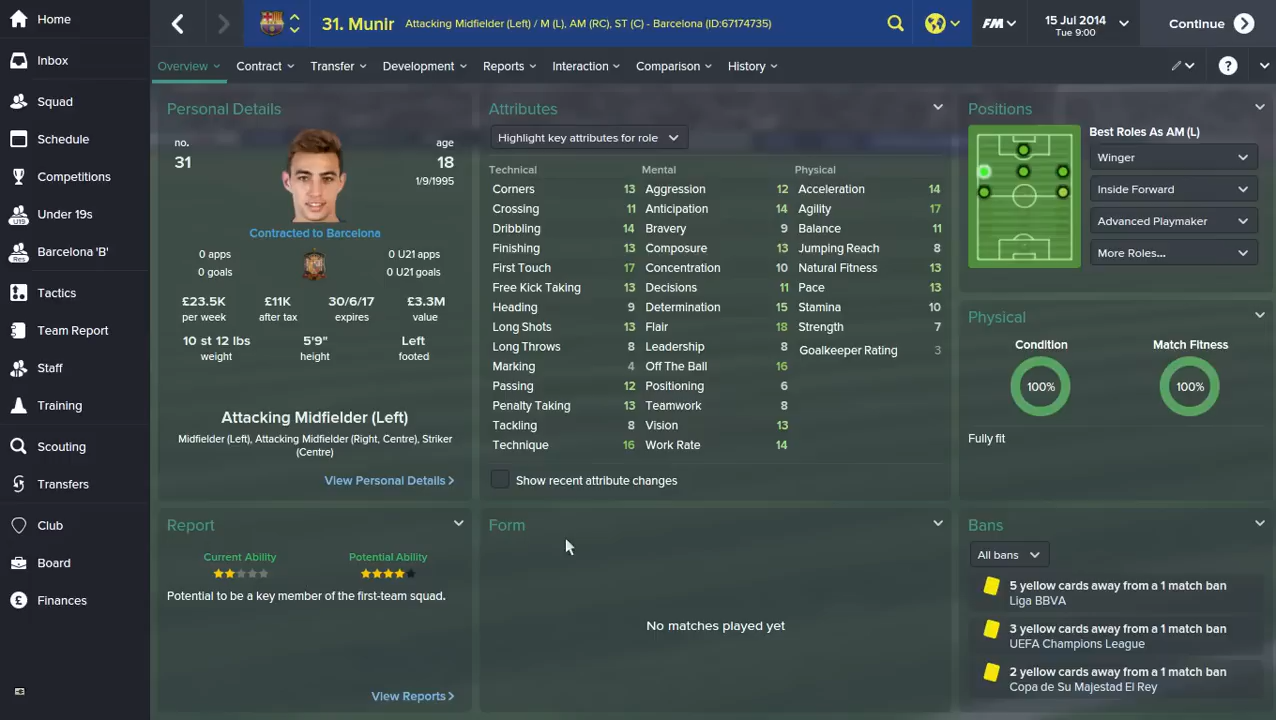 Home
Inbox
Squad
Schedule
Competitions
Under 19s
Barcelona 'B'
Tactics
Team Report
Staff
Training
Scouting
Transfers
Club
Board
Finances
31. Munir
Attacking Midfielder (Left) / M (L), AM (RC), ST (C) - Barcelona (ID:67174735)
FM
15 Jul 2014
Tue 9:00
Continue
Overview
Contract
Transfer
Development
Reports
Interaction
Comparison
History
?
Personal Details
no.
31
age
18
1/9/1995
Contracted to Barcelona
0 apps
0 goals
0 U21 apps
0 U21 goals
£23.5K
per week
£11K
after tax
30/6/17
expires
£3.3M
value
10 st 12 lbs
weight
5'9"
height
Left
footed
Attacking Midfielder (Left)
Midfielder (Left), Attacking Midfielder (Right, Centre), Striker
(Centre)
View Personal Details >
Attributes
Highlight key attributes for role
Technical
Corners 13
Crossing 11
Dribbling 14
Finishing 13
First Touch 17
Free Kick Taking 13
Heading 9
Long Shots 13
Long Throws 8
Marking 4
Passing 12
Penalty Taking 13
Tackling 8
Technique 16
Mental
Aggression 12
Anticipation 14
Bravery 9
Composure 13
Concentration 10
Decisions 11
Determination 15
Flair 18
Leadership 8
Off The Ball 16
Positioning 6
Teamwork 8
Vision 13
Work Rate 14
Physical
Acceleration 14
Agility 17
Balance 11
Jumping Reach 8
Natural Fitness 13
Pace 13
Stamina 10
Strength 7
Goalkeeper Rating 3
Show recent attribute changes
Positions
Best Roles As AM (L)
Winger
Inside Forward
Advanced Playmaker
More Roles...
Physical
Condition
100%
Match Fitness
100%
Fully fit
Report
Current Ability
Potential Ability
Potential to be a key member of the first-team squad.
View Reports >
Form
No matches played yet
Bans
All bans
5 yellow cards away from a 1 match ban
Liga BBVA
3 yellow cards away from a 1 match ban
UEFA Champions League
2 yellow cards away from a 1 match ban
Copa de Su Majestad El Rey